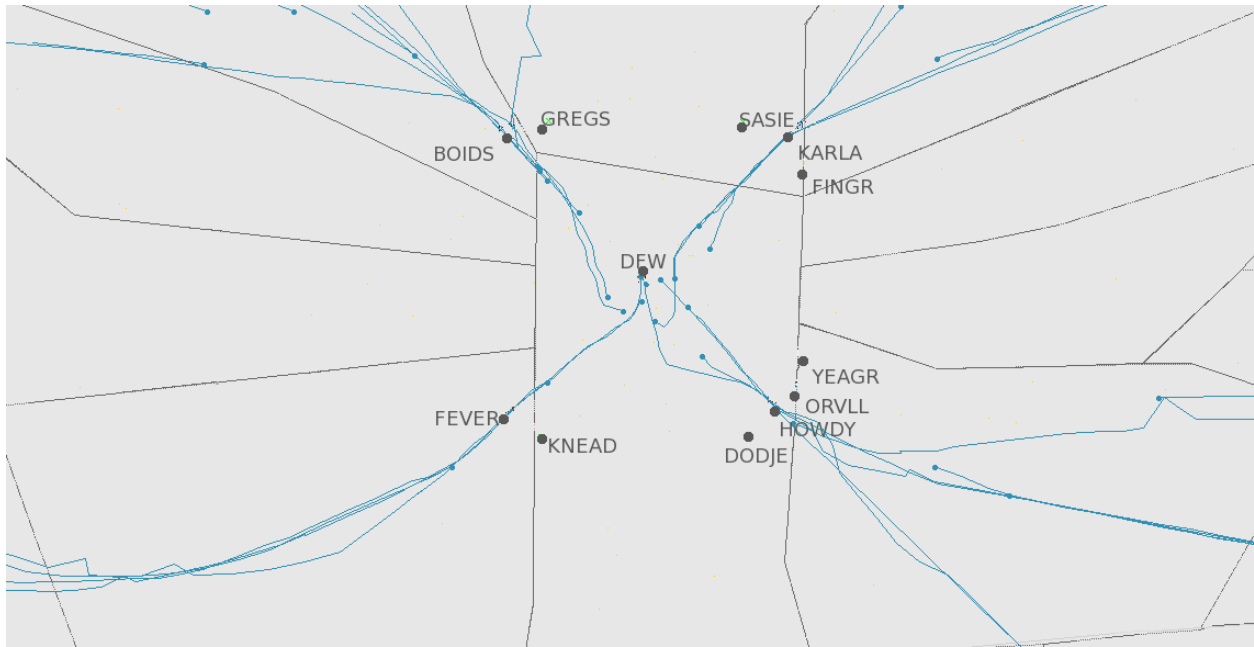 GREGS
SASIE
BOIDS
KARLA
FINGR
DFW
YEAGR
ORVLL
FEVER
HOWDY
KNEAD
DODJE